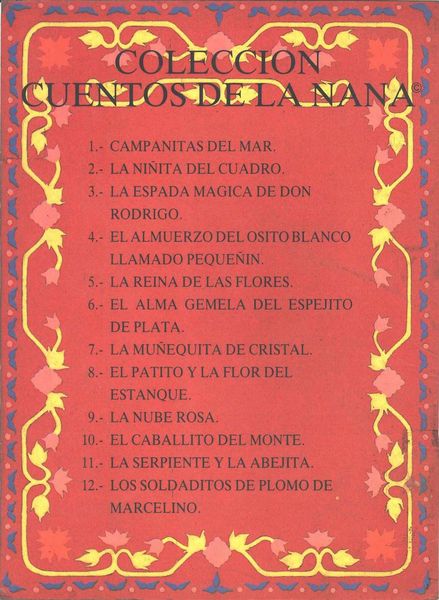 COLECCION
CUENTOS DE LA NANA©
1.- CAMPANITAS DEL MAR.
2.- LA NIÑITA DEL CUADRO.
3.- LA ESPADA MAGICA DE DON
RODRIGO.
4.- EL ALMUERZO DEL OSITO BLANCO
LLAMADO PEQUEÑIN.
5.- LA REINA DE LAS FLORES.
6.- EL ALMA GEMELA DEL ESPEJITO
DE PLATA.
7.- LA MUÑEQUITA DE CRISTAL.
8.- EL PATITO Y LA FLOR DEL
ESTANQUE.
9.- LA NUBE ROSA.
10.- EL CABALLITO DEL MONTE.
11.- LA SERPIENTE Y LA ABEJITA.
12.- LOS SOLDADITOS DE PLOMO DE
MARCELINO.